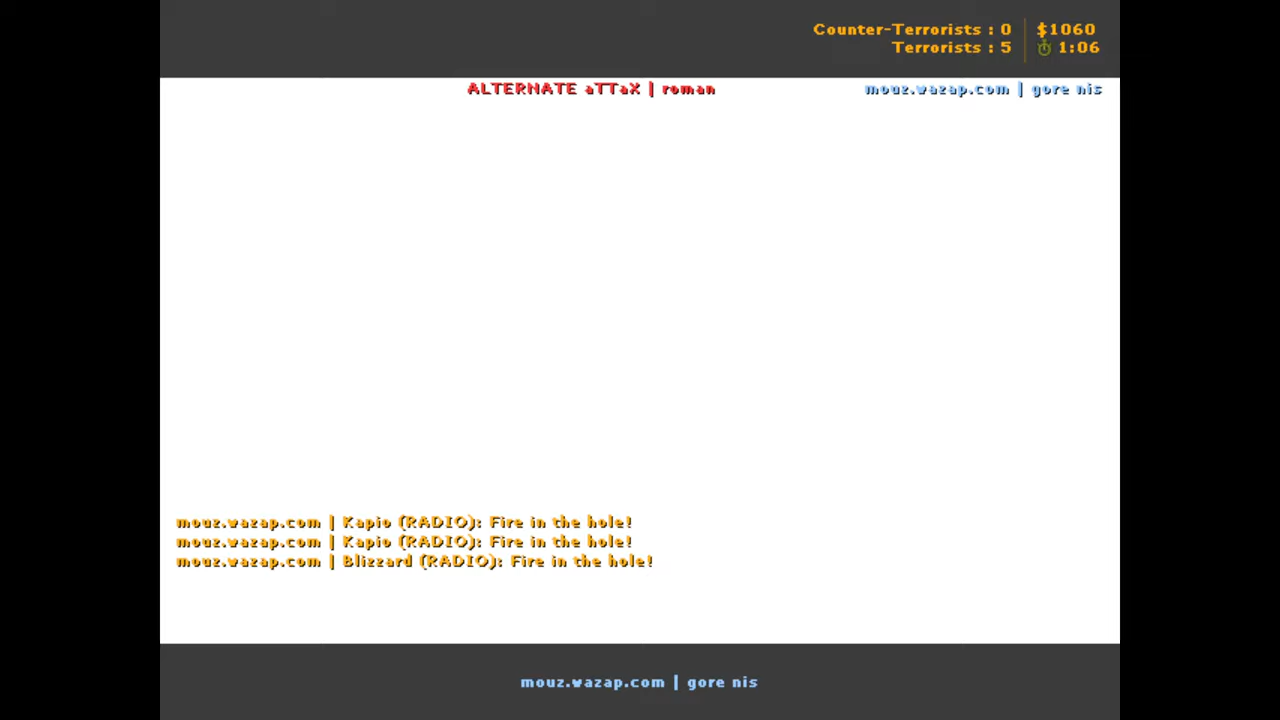 Counter-Terrorists : 0 $1060
Terrorists : 5 1:06
ALTERNATE aTTaX | roman mouz.wazap.com | gore nis
mouz.wazap.com | Kapio (RADIO): Fire in the hole!
mouz.wazap.com | Kapio (RADIO): Fire in the hole!
mouz.wazap.com | Blizzard (RADIO): Fire in the hole!
mouz.wazap.com | gore nis